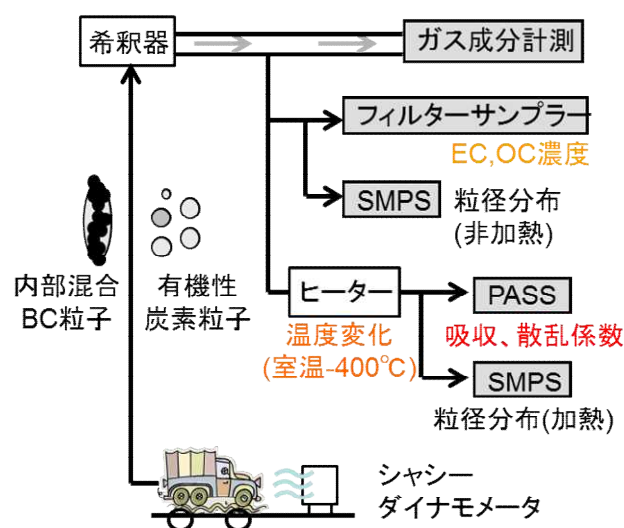 希釈器
ガス成分計測
フィルターサンプラー
EC,OC濃度
SMPS
粒径分布
(非加熱)
内部混合
BC粒子
有機性
炭素粒子
ヒーター
温度変化
(室温-400℃)
PASS
吸収、散乱係数
SMPS
粒径分布(加熱)
シャシー
ダイナモメータ